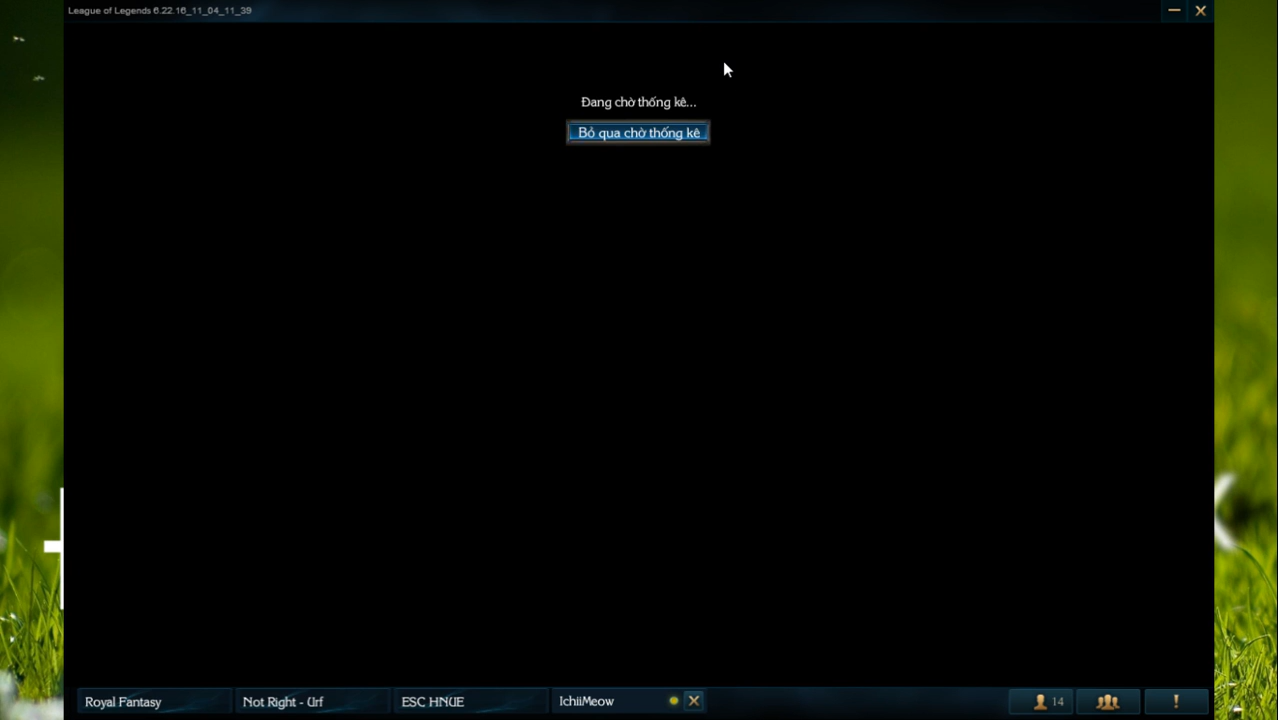 League of Legends 6.22.16_11_04_11_39
Đang chờ thống kê...
Bỏ qua chờ thống kê
Royal Fantasy
Not Right - Urf
ESC HNUE
IchiiMeow
14